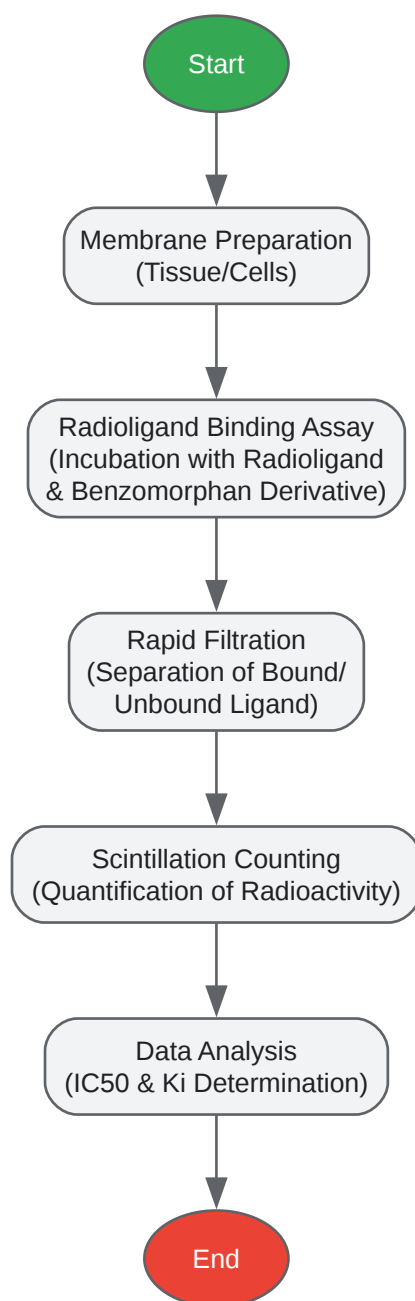 Start
Membrane Preparation
(Tissue/Cells)
Radioligand Binding Assay
(Incubation with Radioligand
& Benzomorphan Derivative)
Rapid Filtration
(Separation of Bound/
Unbound Ligand)
Scintillation Counting
(Quantification of Radioactivity)
Data Analysis
(IC50 & Ki Determination)
End